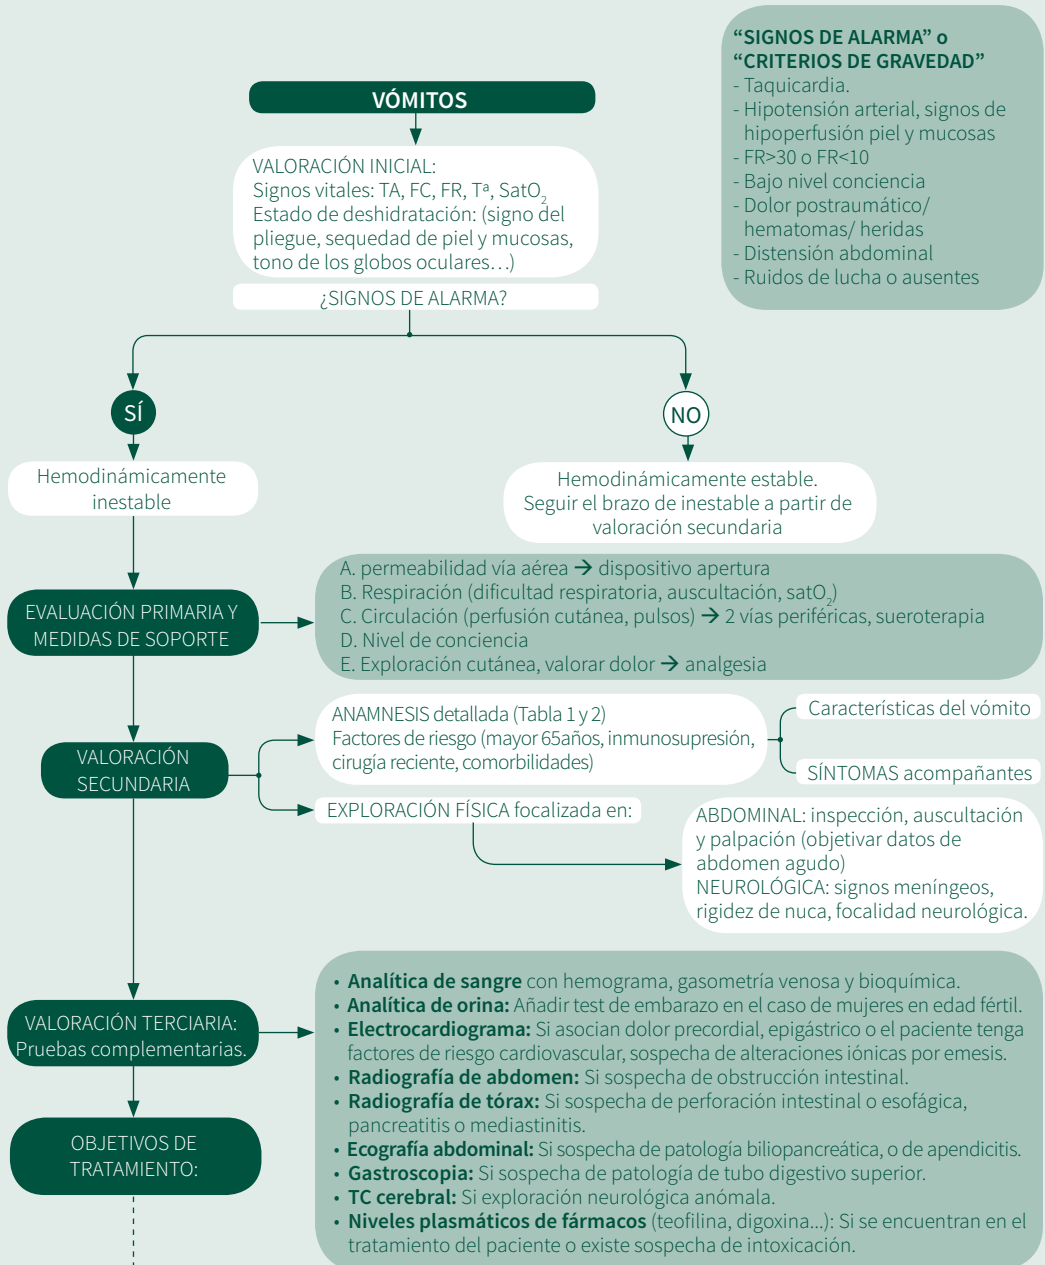 “SIGNOS DE ALARMA” o
“CRITERIOS DE GRAVEDAD”
- Taquicardia.
- Hipotensión arterial, signos de
hipoperfusión piel y mucosas
- FR>30 o FR<10
- Bajo nivel conciencia
- Dolor postraumático/
hematomas/ heridas
- Distensión abdominal
- Ruidos de lucha o ausentes
VÓMITOS
VALORACIÓN INICIAL:
Signos vitales: TA, FC, FR, Tª, SatO₂
Estado de deshidratación: (signo del
pliegue, sequedad de piel y mucosas,
tono de los globos oculares…)
¿SIGNOS DE ALARMA?
SÍ
NO
Hemodinámicamente
inestable
Hemodinámicamente estable.
Seguir el brazo de inestable a partir de
valoración secundaria
EVALUACIÓN PRIMARIA Y
MEDIDAS DE SOPORTE
A. permeabilidad vía aérea → dispositivo apertura
B. Respiración (dificultad respiratoria, auscultación, satO₂)
C. Circulación (perfusión cutánea, pulsos) → 2 vías periféricas, sueroterapia
D. Nivel de conciencia
E. Exploración cutánea, valorar dolor → analgesia
VALORACIÓN
SECUNDARIA
ANAMNESIS detallada (Tabla 1 y 2)
Factores de riesgo (mayor 65años, inmunosupresión,
cirugía reciente, comorbilidades)
Características del vómito
SÍNTOMAS acompañantes
EXPLORACIÓN FÍSICA focalizada en:
ABDOMINAL: inspección, auscultación
y palpación (objetivar datos de
abdomen agudo)
NEUROLÓGICA: signos meníngeos,
rigidez de nuca, focalidad neurológica.
VALORACIÓN TERCIARIA:
Pruebas complementarias.
• Analítica de sangre con hemograma, gasometría venosa y bioquímica.
• Analítica de orina: Añadir test de embarazo en el caso de mujeres en edad fértil.
• Electrocardiograma: Si asocian dolor precordial, epigástrico o el paciente tenga
factores de riesgo cardiovascular, sospecha de alteraciones iónicas por emesis.
• Radiografía de abdomen: Si sospecha de obstrucción intestinal.
• Radiografía de tórax: Si sospecha de perforación intestinal o esofágica,
pancreatitis o mediastinitis.
• Ecografía abdominal: Si sospecha de patología biliopancreática, o de apendicitis.
• Gastroscopia: Si sospecha de patología de tubo digestivo superior.
• TC cerebral: Si exploración neurológica anómala.
• Niveles plasmáticos de fármacos (teofilina, digoxina...): Si se encuentran en el
tratamiento del paciente o existe sospecha de intoxicación.
OBJETIVOS DE
TRATAMIENTO: